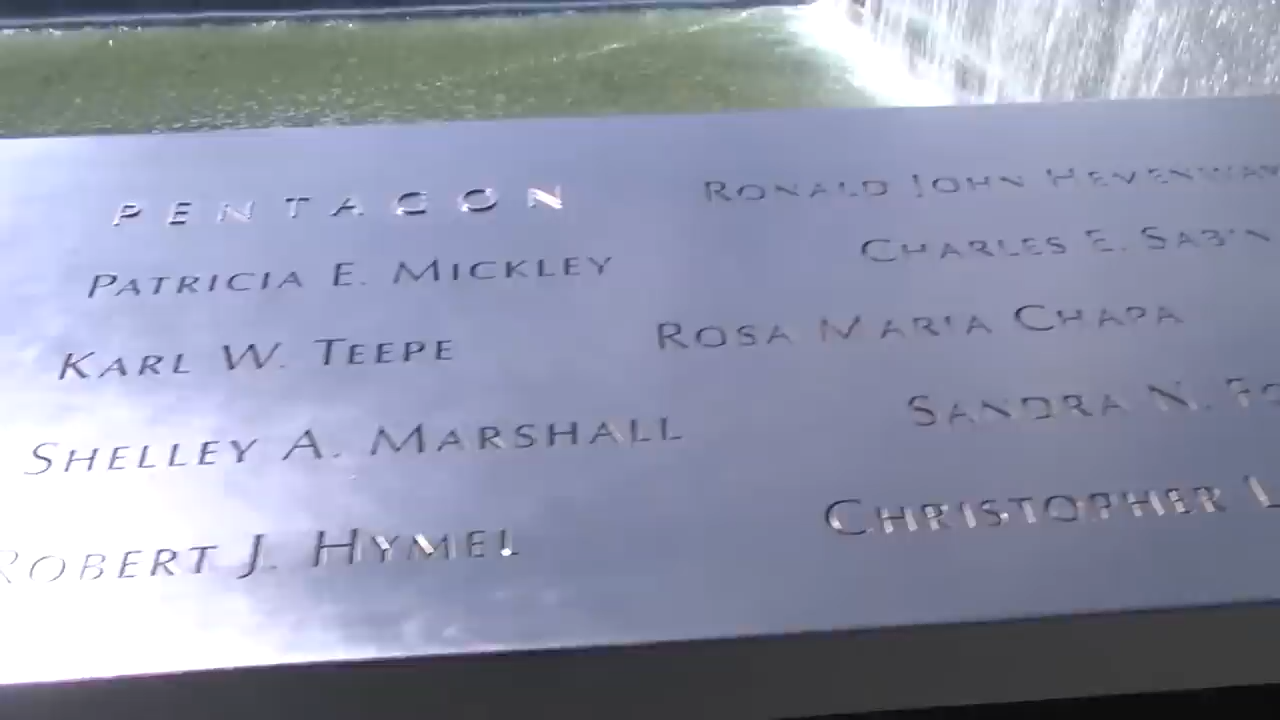 PENTAGON
PATRICIA E. MICKLEY
KARL W. TEEPE
SHELLEY A. MARSHALL
ROBERT J. HYMEL
RONALD JOHN
CHARLES E.
ROSA MARIA CHAPA
SANDRA N.
CHRISTOPHER